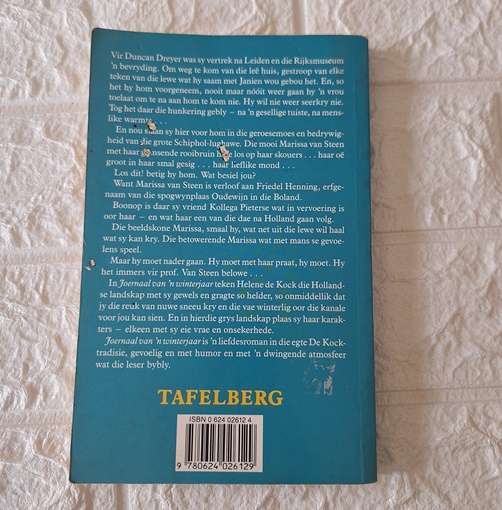 Vir Duncan Dreyer was sy vertrek na Leiden en die Rijksmuseum
'n bevryding. Om weg te kom van die leë huis, gestroop van elke
teken van die lewe wat hy saam met Janien wou gebou het. En, so
het hy hom voorgeneem, nooit maar nóóit weer gaan hy 'n vrou
toelaat om te na aan hom te kom nie. Hy wil nie weer seerkry nie.
Tog het daar die hunkering gebly – na 'n gesellige tuiste, na mens-
like warmte . . .
En nou staan sy hier voor hom in die geroesemoes en bedrywig-
heid van die grote Schiphol-lughawe. Die mooi Marissa van Steen
met haar glansende rooibruin los op haar skouers . . . haar oë
groot in haar smal gesig . . . haar lieflike mond . . .
Los dit! betig hy hom. Wat besiel jou?
Want Marissa van Steen is verloof aan Friedel Henning, erfge-
naam van die spogwynplaas Oudewijn in die Boland.
Boonop is daar sy vriend Kollega Pieterse wat in vervoering is
oor haar – en wat haar een van die dae na Holland gaan volg.
Die beeldskone Marissa, smaal hy, wat net uit die lewe wil haal
wat sy kan kry. Die betowerende Marissa wat met mans se gevoe-
lens speel.
Maar hy moet nader gaan. Hy moet met haar praat, hy moet. Hy
het immers vir prof. Van Steen belowe . . .
In Joernaal van 'n winterjaar teken Helene de Kock die Holland-
se landskap met sy gewels en gragte so helder, so onmiddellik dat
jy die reuk van nuwe sneeu kry en die vae winterlig oor die kanale
voor jou kan sien. En in hierdie grys landskap plaas sy haar karak-
ters – elkeen met sy eie vrae en onsekerhede.
Joernaal van 'n winterjaar is 'n liefdesroman in die egte De Kock-
tradisie, gevoelig en met humor en met 'n dwingende atmosfeer
wat die leser bybly.
TAFELBERG
ISBN 0 624 02612 4
9 780624 026129